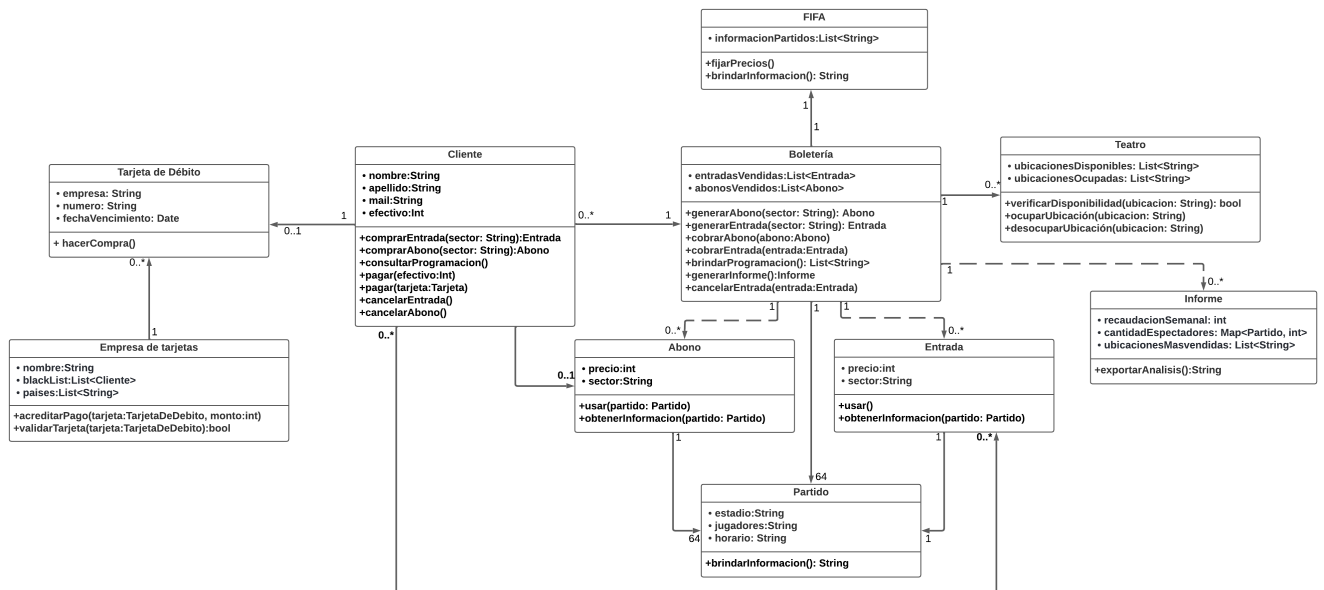 FIFA
• informacionPartidos:List<String>
+fijarPrecios()
+brindarInformacion(): String
1
1
Tarjeta de Débito
• empresa: String
• numero: String
• fechaVencimiento: Date
+ hacerCompra()
1
0..1
0..*
1
Cliente
• nombre:String
• apellido:String
• mail:String
• efectivo:Int
+comprarEntrada(sector: String):Entrada
+comprarAbono(sector: String):Abono
+consultarProgramacion()
+pagar(efectivo:Int)
+pagar(tarjeta:Tarjeta)
+cancelarEntrada()
+cancelarAbono()
0..*
1
0..*
0..1
Boletería
• entradasVendidas:List<Entrada>
• abonosVendidos:List<Abono>
+generarAbono(sector: String): Abono
+generarEntrada(sector: String): Entrada
+cobrarAbono(abono:Abono)
+cobrarEntrada(entrada:Entrada)
+brindarProgramacion(): List<String>
+generarInforme():Informe
+cancelarEntrada(entrada:Entrada)
1
0..*
Teatro
• ubicacionesDisponibles: List<String>
• ubicacionesOcupadas: List<String>
+verificarDisponibilidad(ubicacion: String): bool
+ocuparUbicación(ubicacion: String)
+desocuparUbicación(ubicacion: String)
1
0..*
Informe
• recaudacionSemanal: int
• cantidadEspectadores: Map<Partido, int>
• ubicacionesMasvendidas: List<String>
+exportarAnalisis():String
1
1
1
0..*
0..*
Empresa de tarjetas
• nombre:String
• blackList:List<Cliente>
• paises:List<String>
+acreditarPago(tarjeta:TarjetaDeDebito, monto:int)
+validarTarjeta(tarjeta:TarjetaDeDebito):bool
Abono
• precio:int
• sector:String
+usar(partido: Partido)
+obtenerInformacion(partido: Partido)
1
Entrada
• precio:int
• sector:String
+usar()
+obtenerInformacion(partido: Partido)
1
0..*
64
Partido
• estadio:String
• jugadores:String
• horario: String
+brindarInformacion(): String
64
1